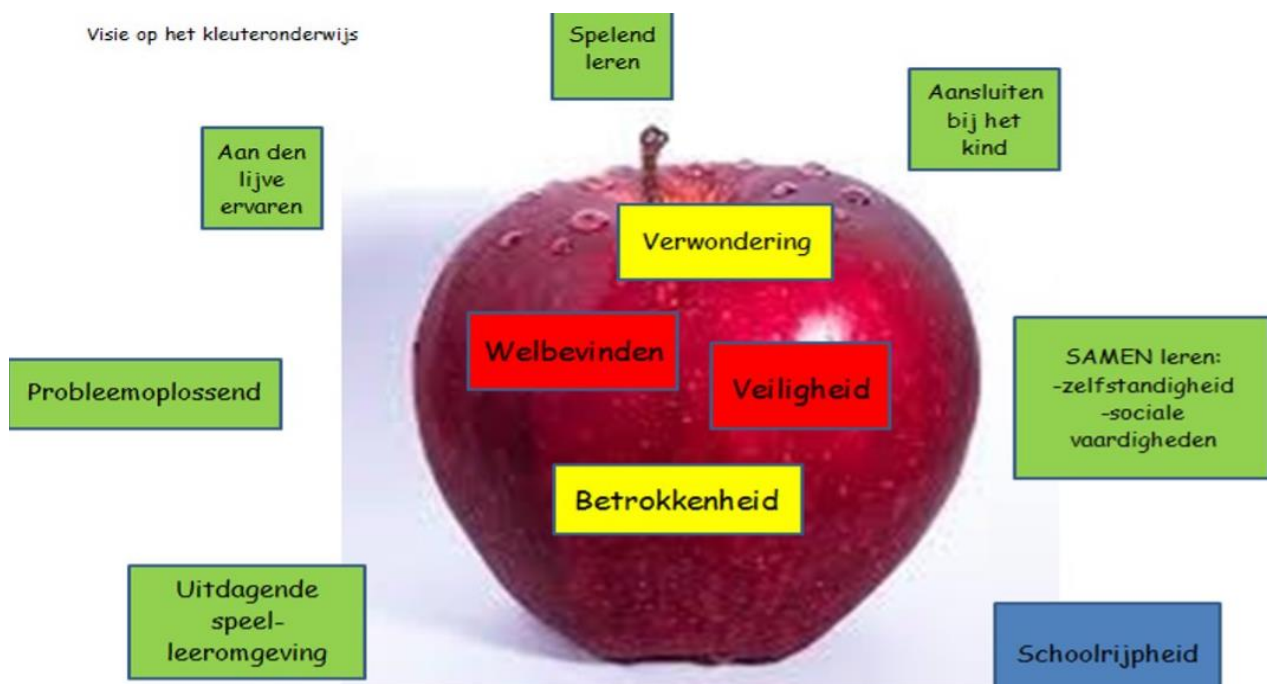 Visie op het kleuteronderwijs
Spelend
leren
Aansluiten
bij het
kind
Aan den
lijve
ervaren
Verwondering
Welbevinden
Veiligheid
SAMEN leren:
-zelfstandigheid
-sociale
vaardigheden
Probleemoplossend
Betrokkenheid
Uitdagende
speel-
leeromgeving
Schoolrijpheid